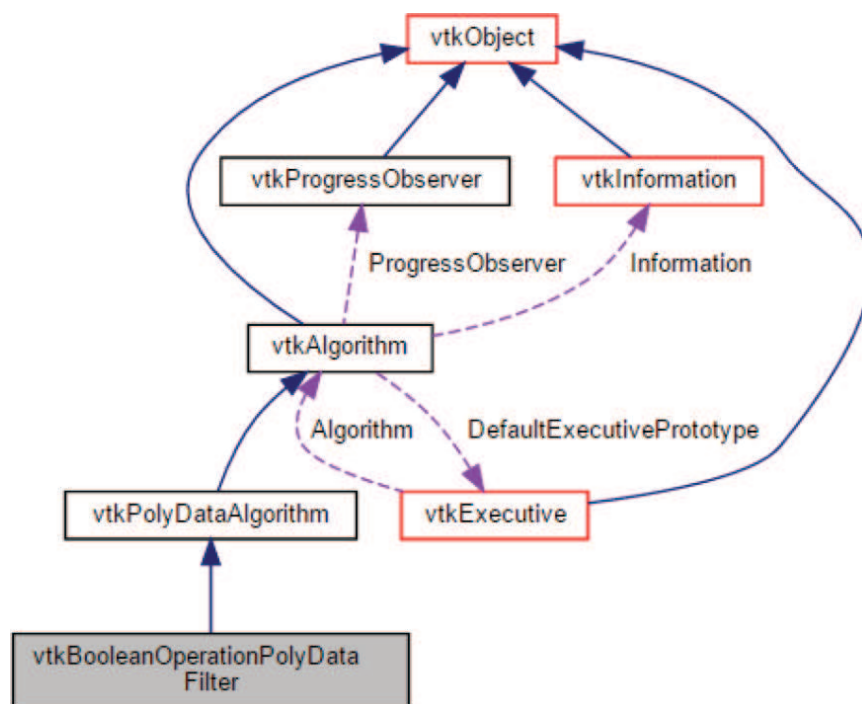 vtkObject
vtkProgressObserver
vtkInformation
ProgressObserver
Information
vtkAlgorithm
Algorithm
DefaultExecutivePrototype
vtkPolyDataAlgorithm
vtkExecutive
vtkBooleanOperationPolyData
Filter